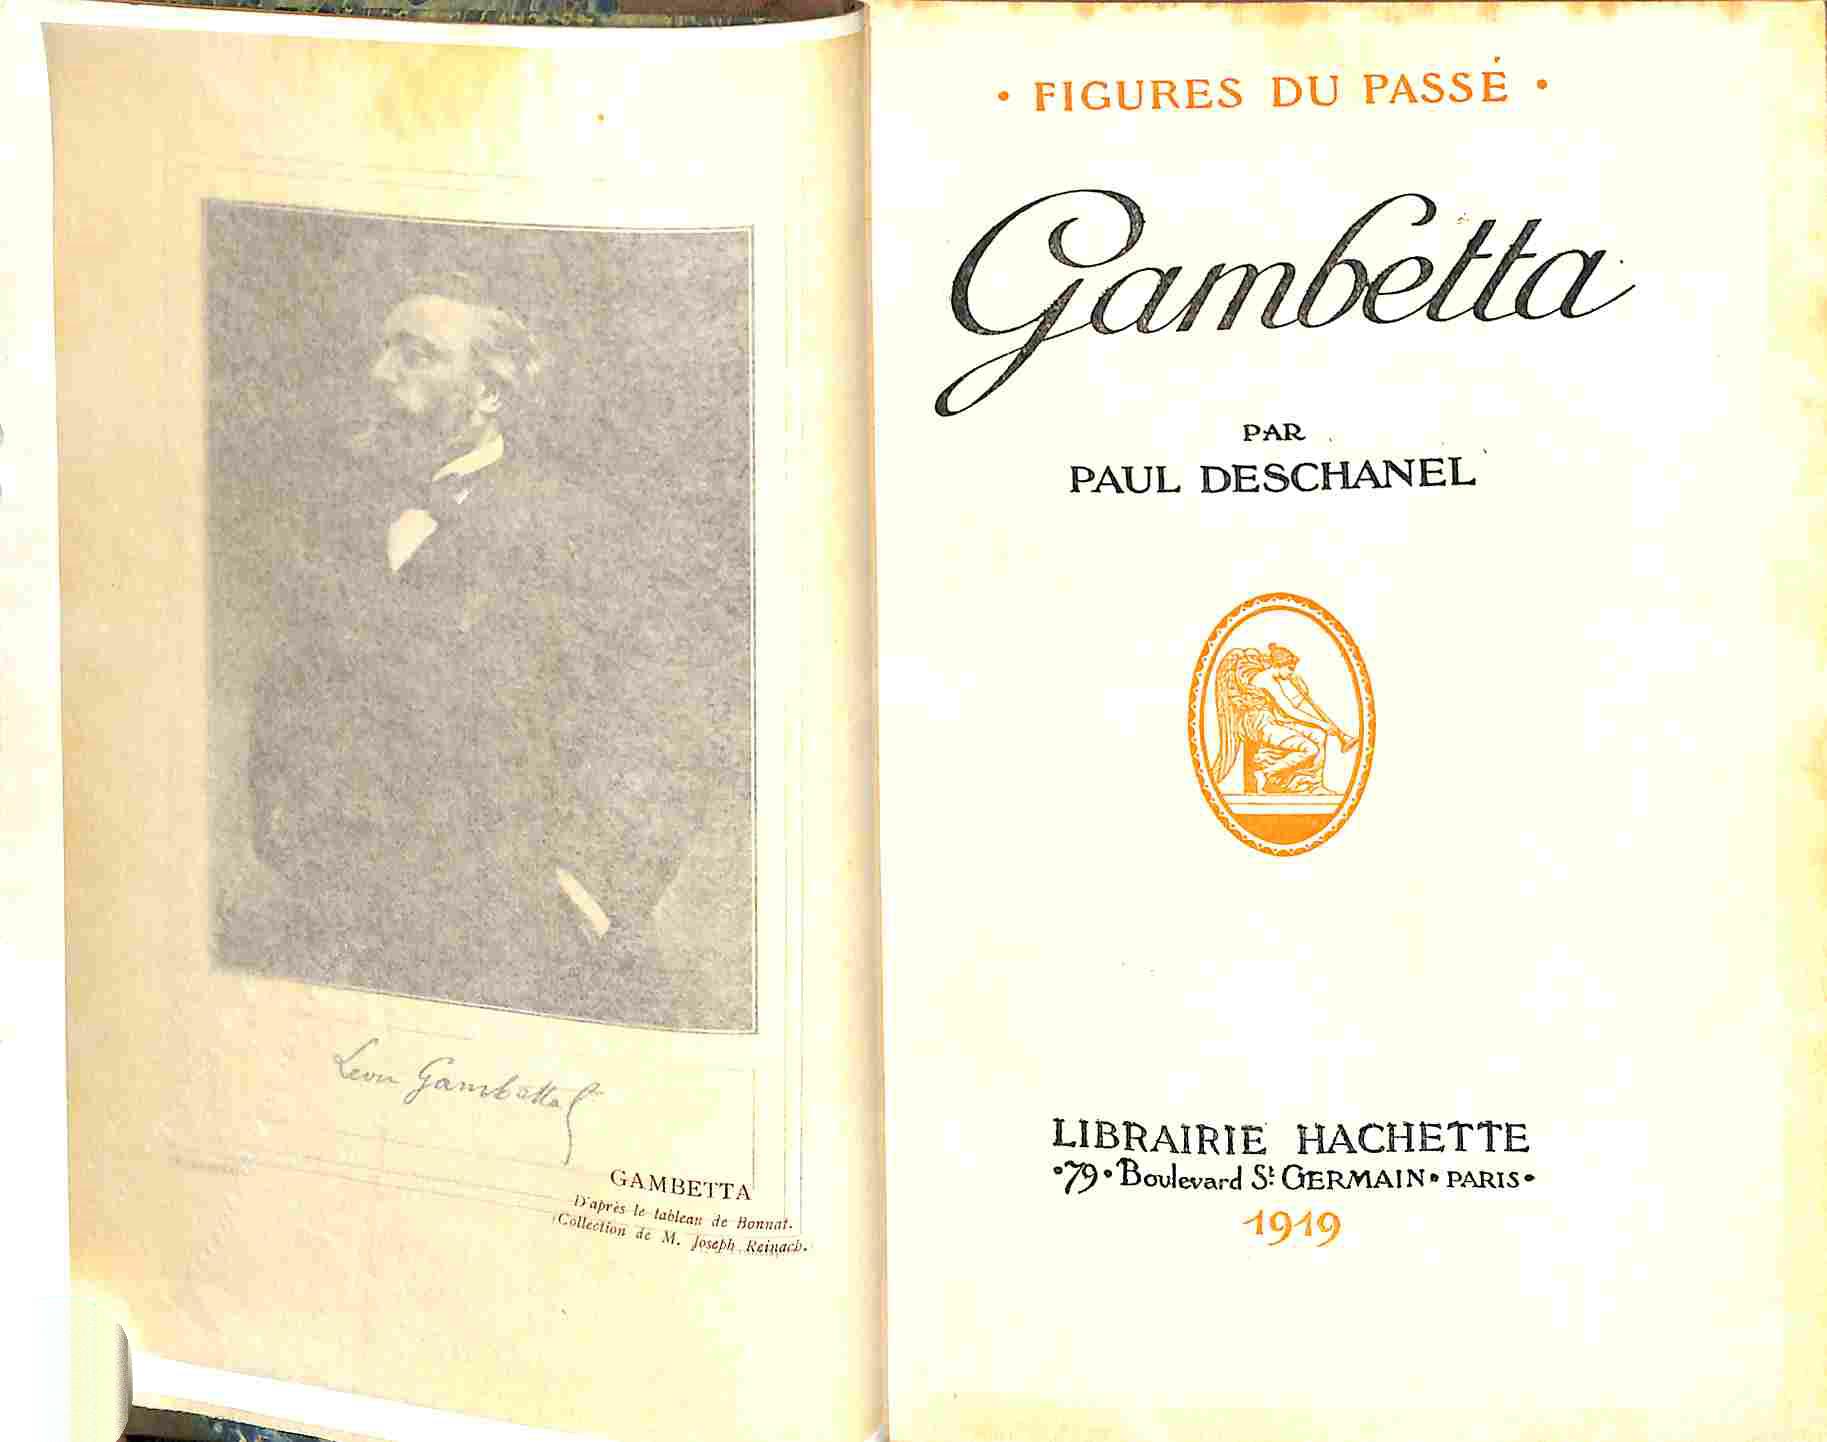 Leon Gambetta
GAMBETTA
D'après le tableau de Bonnat.
Collection de M. Joseph Reinach.
• FIGURES DU PASSÉ •
Gambetta
PAR
PAUL DESCHANEL
LIBRAIRIE HACHETTE
•79• Boulevard St GERMAIN • PARIS •
1919